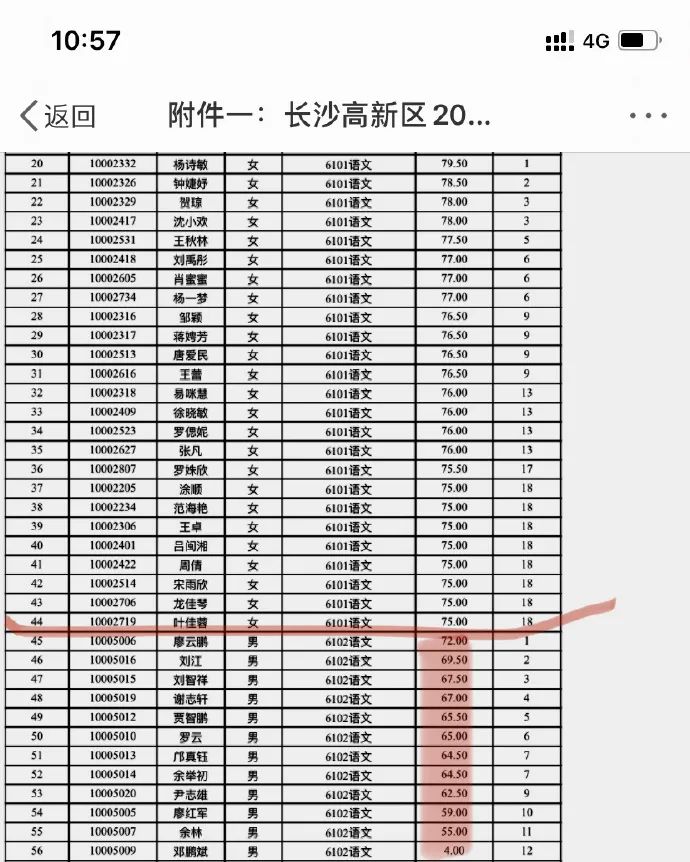 10:57 4G
返回 附件一：长沙高新区20...
20 10002332 杨诗敏 女 6101语文 79.50 1
21 10002326 钟婕妤 女 6101语文 78.50 2
22 10002329 贺琼 女 6101语文 78.00 3
23 10002417 沈小欢 女 6101语文 78.00 3
24 10002531 王秋林 女 6101语文 77.50 5
25 10002418 刘禹彤 女 6101语文 77.00 6
26 10002605 肖蜜蜜 女 6101语文 77.00 6
27 10002734 杨一梦 女 6101语文 77.00 6
28 10002316 邹颖 女 6101语文 76.50 9
29 10002317 蒋娉芳 女 6101语文 76.50 9
30 10002513 唐爱民 女 6101语文 76.50 9
31 10002616 王蕾 女 6101语文 76.50 9
32 10002318 易咪慧 女 6101语文 76.00 13
33 10002409 徐晓敏 女 6101语文 76.00 13
34 10002523 罗偲妮 女 6101语文 76.00 13
35 10002627 张凡 女 6101语文 76.00 13
36 10002807 罗姝欣 女 6101语文 75.50 17
37 10002205 涂顺 女 6101语文 75.00 18
38 10002234 范海艳 女 6101语文 75.00 18
39 10002306 王卓 女 6101语文 75.00 18
40 10002401 吕闽湘 女 6101语文 75.00 18
41 10002422 周倩 女 6101语文 75.00 18
42 10002514 宋雨欣 女 6101语文 75.00 18
43 10002706 龙佳琴 女 6101语文 75.00 18
44 10002719 叶佳蓉 女 6101语文 75.00 18
45 10005006 廖云鹏 男 6102语文 72.00 1
46 10005016 刘江 男 6102语文 69.50 2
47 10005015 刘智祥 男 6102语文 67.50 3
48 10005019 谢志轩 男 6102语文 67.00 4
49 10005012 贾智鹏 男 6102语文 65.50 5
50 10005010 罗云 男 6102语文 65.00 6
51 10005013 邝真钰 男 6102语文 64.50 7
52 10005014 余举初 男 6102语文 64.50 7
53 10005020 尹志雄 男 6102语文 62.50 9
54 10005005 廖红军 男 6102语文 59.00 10
55 10005007 余林 男 6102语文 55.00 11
56 10005009 邓鹏斌 男 6102语文 4.00 12